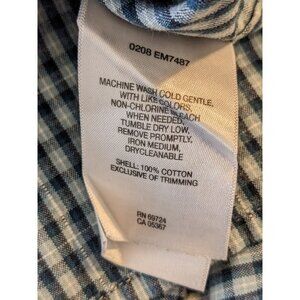 0208 EM7487
MACHINE WASH COLD GENTLE,
WITH LIKE COLORS,
NON-CHLORINE BLEACH
WHEN NEEDED,
TUMBLE DRY LOW,
REMOVE PROMPTLY,
IRON MEDIUM,
DRYCLEANABLE
SHELL: 100% COTTON
EXCLUSIVE OF TRIMMING
RN 69724
CA 05367